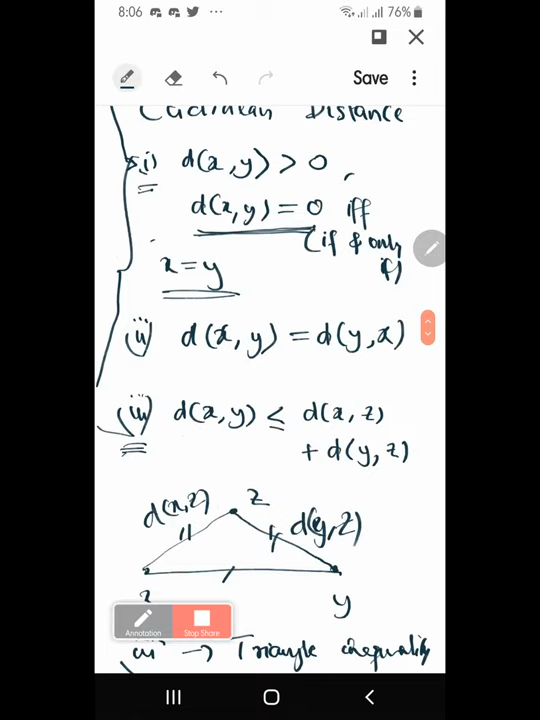 8:06
76%
Save
Euclidean Distance
(i) d(x,y) > 0,
d(x,y) = 0 iff
(if & only
if)
x = y
(ii) d(x,y) = d(y,x)
(iii) d(x,y) ≤ d(x,z)
+ d(y,z)
d(x,z) z d(y,z)
x y
Annotation Stop Share
iii → Triangle inequality